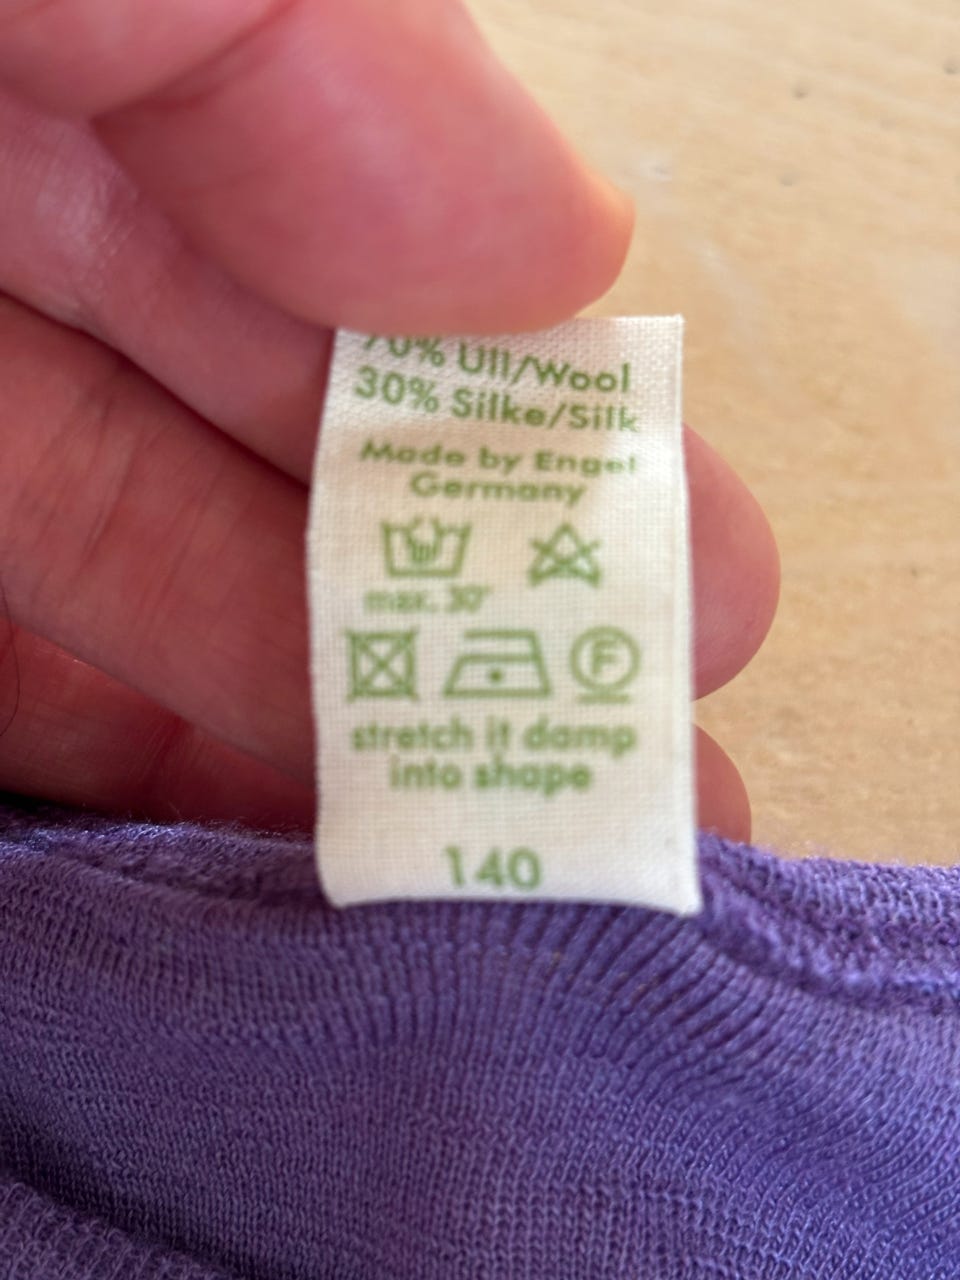 70% Ull/Wool
30% Silke/Silk
Made by Engel
Germany
max. 30°
F
stretch it damp
into shape
140